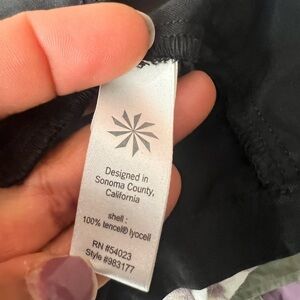 Designed in
Sonoma County,
California
shell :
100% tencel® lyocell
RN #54023
Style #983177